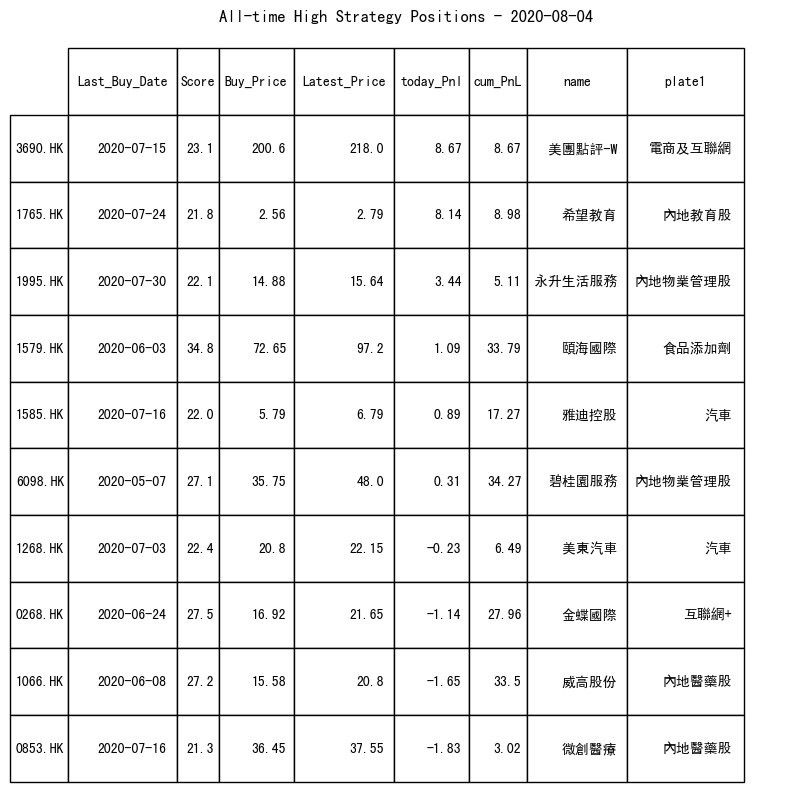 All-time High Strategy Positions - 2020-08-04
Last_Buy_Date Score Buy_Price Latest_Price today_Pnl cum_PnL name plate1
3690.HK 2020-07-15 23.1 200.6 218.0 8.67 8.67 美團點評-W 電商及互聯網
1765.HK 2020-07-24 21.8 2.56 2.79 8.14 8.98 希望教育 內地教育股
1995.HK 2020-07-30 22.1 14.88 15.64 3.44 5.11 永升生活服務 內地物業管理股
1579.HK 2020-06-03 34.8 72.65 97.2 1.09 33.79 頤海國際 食品添加劑
1585.HK 2020-07-16 22.0 5.79 6.79 0.89 17.27 雅迪控股 汽車
6098.HK 2020-05-07 27.1 35.75 48.0 0.31 34.27 碧桂園服務 內地物業管理股
1268.HK 2020-07-03 22.4 20.8 22.15 -0.23 6.49 美東汽車 汽車
0268.HK 2020-06-24 27.5 16.92 21.65 -1.14 27.96 金蝶國際 互聯網+
1066.HK 2020-06-08 27.2 15.58 20.8 -1.65 33.5 威高股份 內地醫藥股
0853.HK 2020-07-16 21.3 36.45 37.55 -1.83 3.02 微創醫療 內地醫藥股